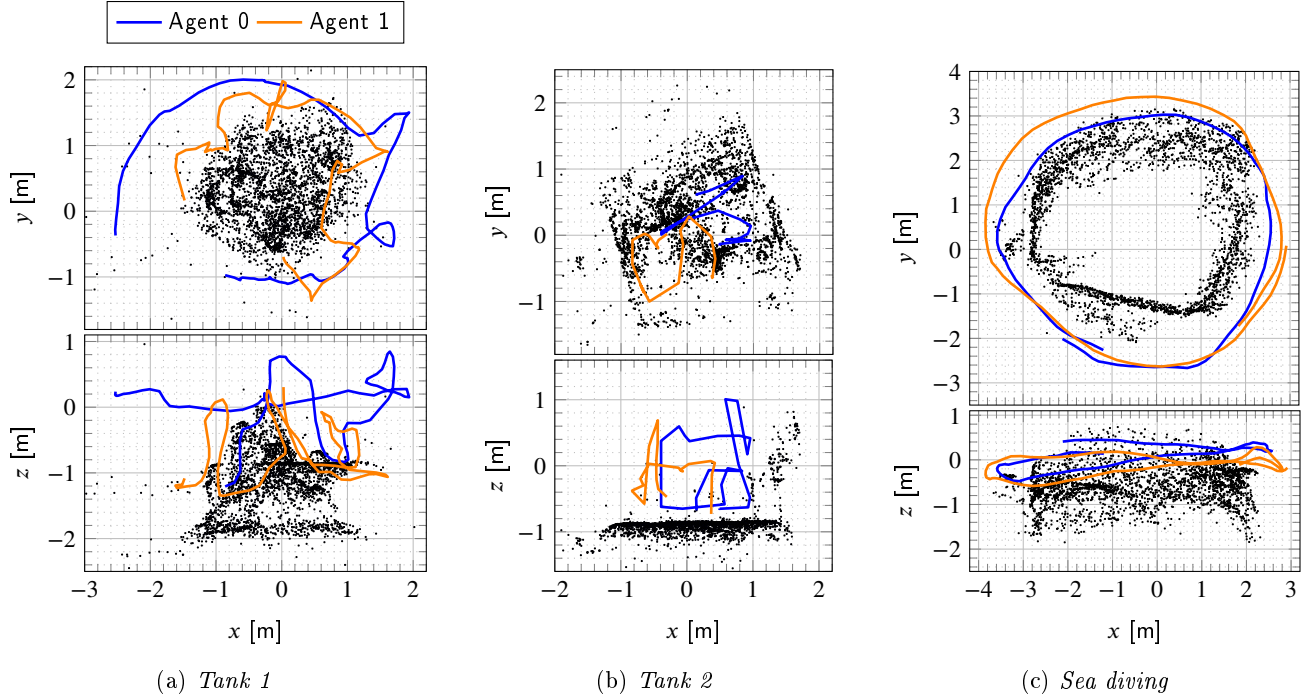 Agent 0 Agent 1
2
1
0
−1
y [m]
1
0
−1
−2
z [m]
−3 −2 −1 0 1 2
x [m]
(a) Tank 1
2
1
0
−1
y [m]
1
0
−1
z [m]
−2 −1 0 1 2
x [m]
(b) Tank 2
4
3
2
1
0
−1
−2
−3
y [m]
1
0
−1
−2
z [m]
−4 −3 −2 −1 0 1 2 3
x [m]
(c) Sea diving